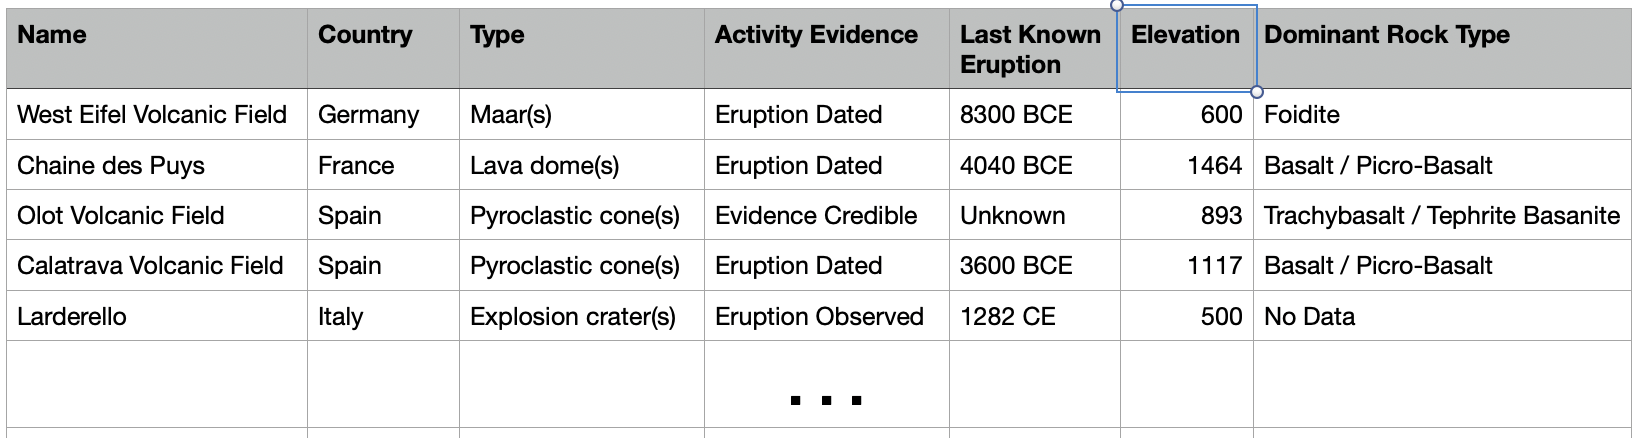 Name Country Type Activity Evidence Last Known Eruption Elevation Dominant Rock Type
West Eifel Volcanic Field Germany Maar(s) Eruption Dated 8300 BCE 600 Foidite
Chaine des Puys France Lava dome(s) Eruption Dated 4040 BCE 1464 Basalt / Picro-Basalt
Olot Volcanic Field Spain Pyroclastic cone(s) Evidence Credible Unknown 893 Trachybasalt / Tephrite Basanite
Calatrava Volcanic Field Spain Pyroclastic cone(s) Eruption Dated 3600 BCE 1117 Basalt / Picro-Basalt
Larderello Italy Explosion crater(s) Eruption Observed 1282 CE 500 No Data
...